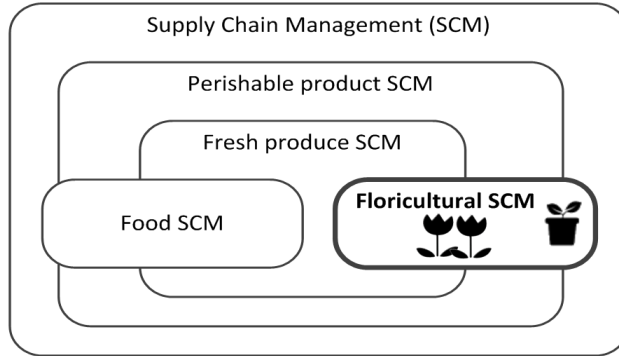 Supply Chain Management (SCM)
Perishable product SCM
Fresh produce SCM
Food SCM
Floricultural SCM